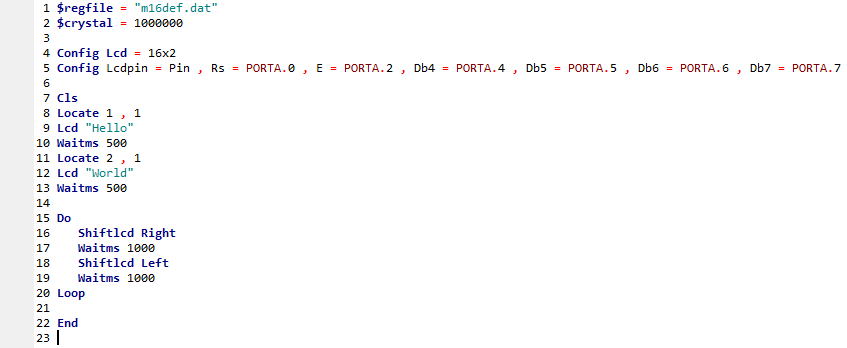 1 $regfile = "m16def.dat"
2 $crystal = 1000000
3
4 Config Lcd = 16x2
5 Config Lcdpin = Pin , Rs = PORTA.0 , E = PORTA.2 , Db4 = PORTA.4 , Db5 = PORTA.5 , Db6 = PORTA.6 , Db7 = PORTA.7
6
7 Cls
8 Locate 1 , 1
9 Lcd "Hello"
10 Waitms 500
11 Locate 2 , 1
12 Lcd "World"
13 Waitms 500
14
15 Do
16    Shiftlcd Right
17    Waitms 1000
18    Shiftlcd Left
19    Waitms 1000
20 Loop
21
22 End
23